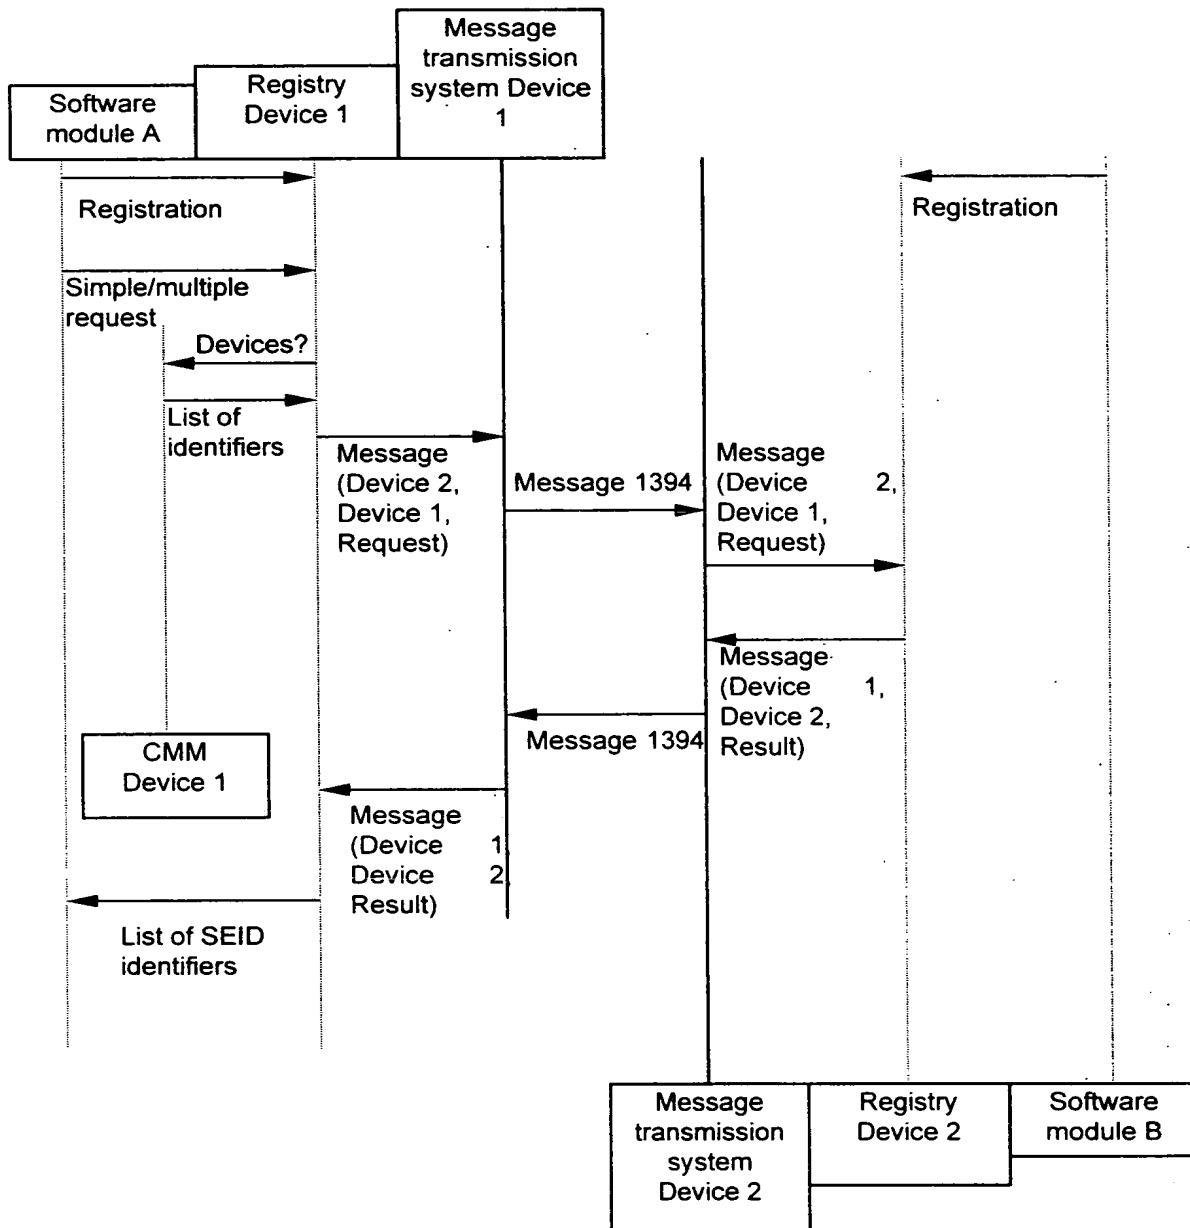 Message
transmission
system Device
1
Registry
Device 1
Software
module A
Registration
Registration
Simple/multiple
request
Devices?
List of
identifiers
Message
(Device 2,
Device 1,
Request)
Message 1394
Message
(Device 2,
Device 1,
Request)
Message
(Device 1,
Device 2,
Result)
Message 1394
CMM
Device 1
Message
(Device 1
Device 2
Result)
List of SEID
identifiers
Message
transmission
system
Device 2
Registry
Device 2
Software
module B